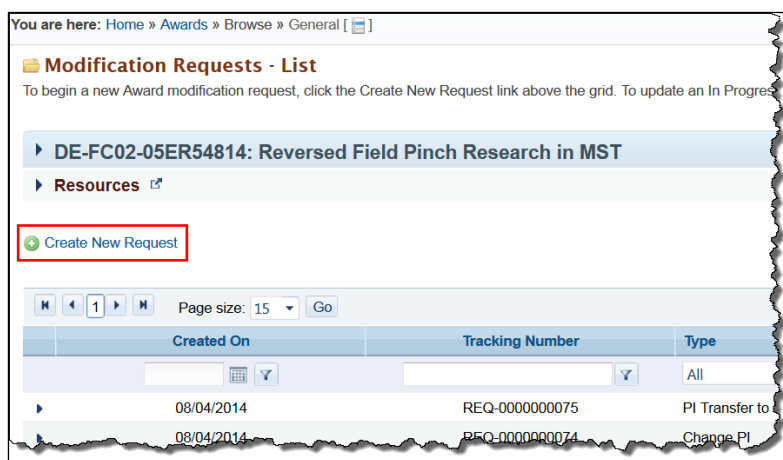 You are here: Home » Awards » Browse » General [ ]
Modification Requests - List
To begin a new Award modification request, click the Create New Request link above the grid. To update an In Progres
DE-FC02-05ER54814: Reversed Field Pinch Research in MST
Resources
Create New Request
1 Page size: 15 Go
Created On Tracking Number Type
All
08/04/2014 REQ-0000000075 PI Transfer to
08/04/2014 REQ-0000000074 Change PI